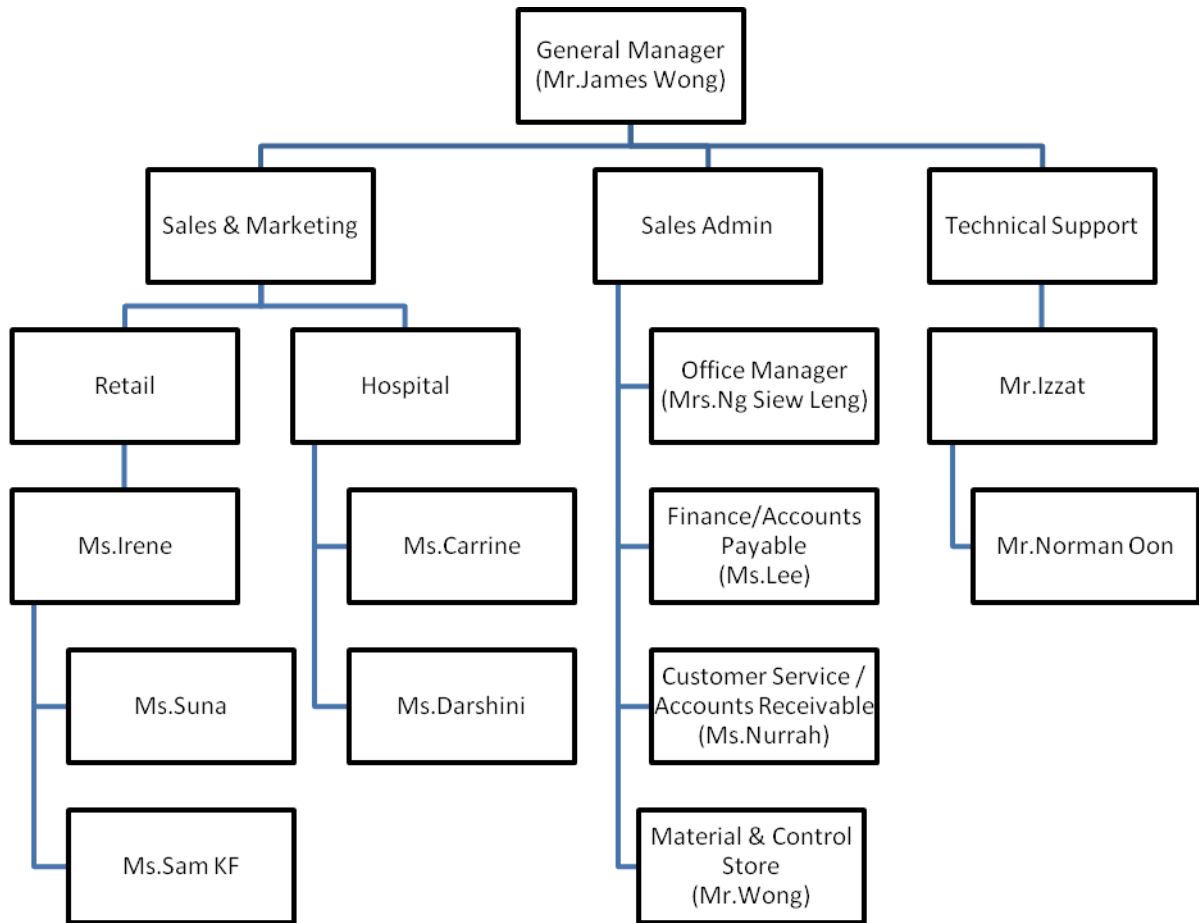 General Manager
(Mr.James Wong)
Sales & Marketing
Sales Admin
Technical Support
Retail
Hospital
Office Manager
(Mrs.Ng Siew Leng)
Mr.Izzat
Ms.Irene
Ms.Carrine
Finance/Accounts
Payable
(Ms.Lee)
Mr.Norman Oon
Ms.Suna
Ms.Darshini
Customer Service /
Accounts Receivable
(Ms.Nurrah)
Ms.Sam KF
Material & Control
Store
(Mr.Wong)